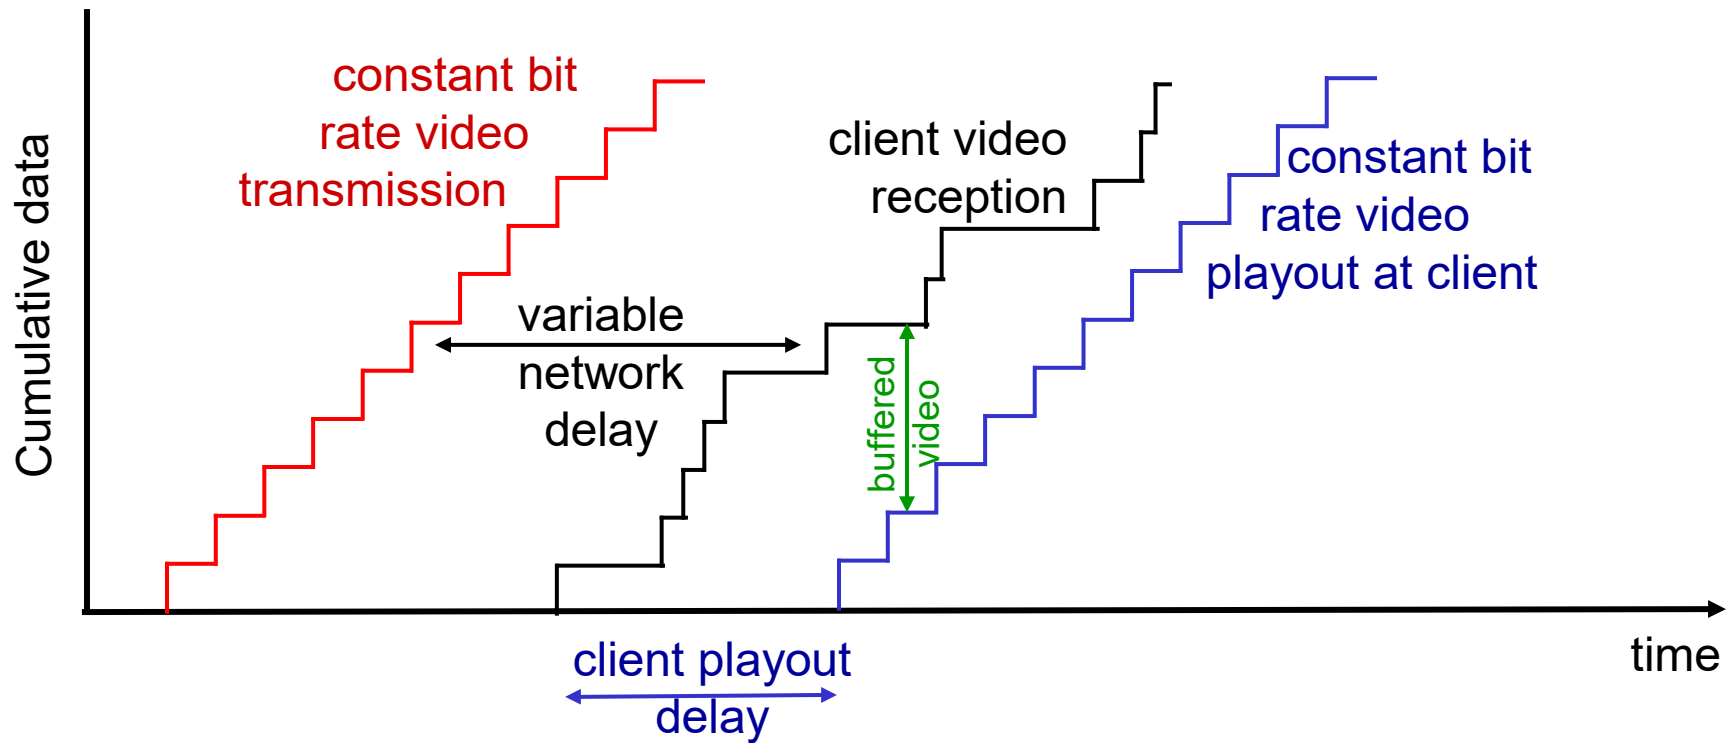 Cumulative data
constant bit
rate video
transmission
variable
network
delay
client video
reception
buffered
video
constant bit
rate video
playout at client
client playout
delay
time